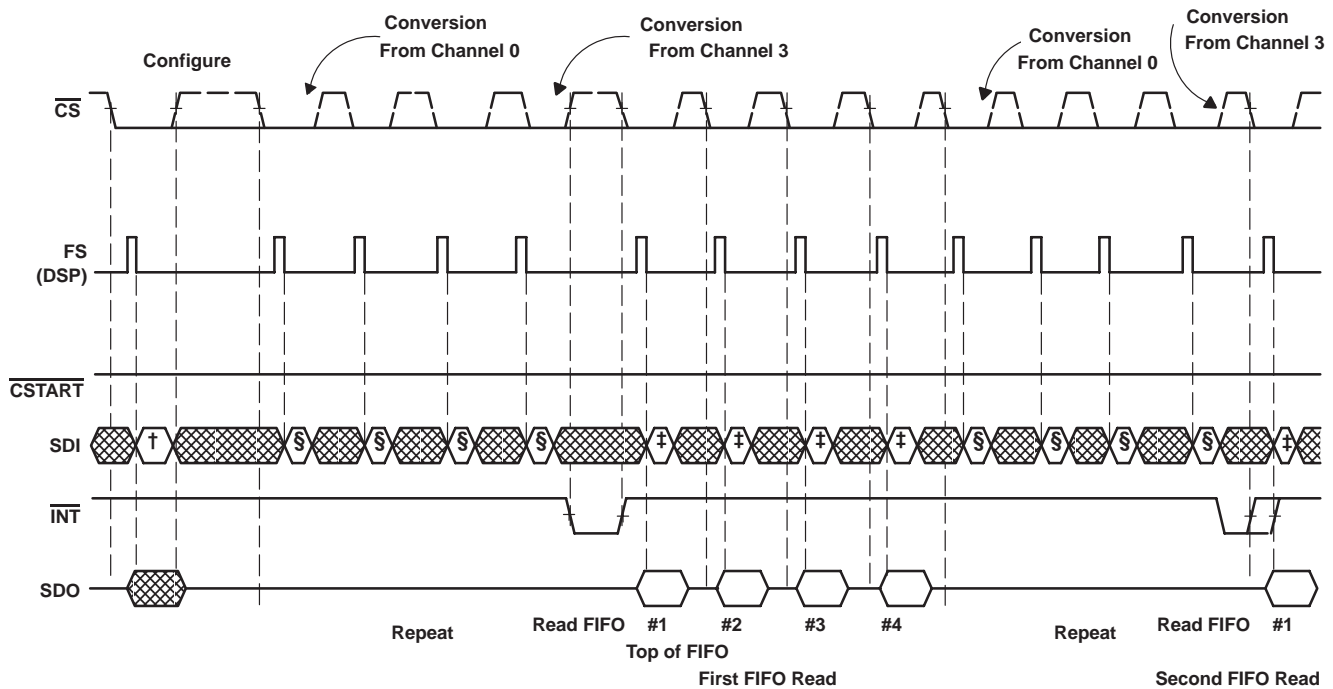 Conversion
From Channel 0
Conversion
From Channel 3
Conversion
From Channel 0
Conversion
From Channel 3
Configure
CS
FS
(DSP)
CSTART
SDI † § § § § ‡ ‡ ‡ ‡ § § § § ‡
INT
SDO
Repeat Read FIFO #1 #2 #3 #4 Repeat Read FIFO #1
Top of FIFO
First FIFO Read Second FIFO Read